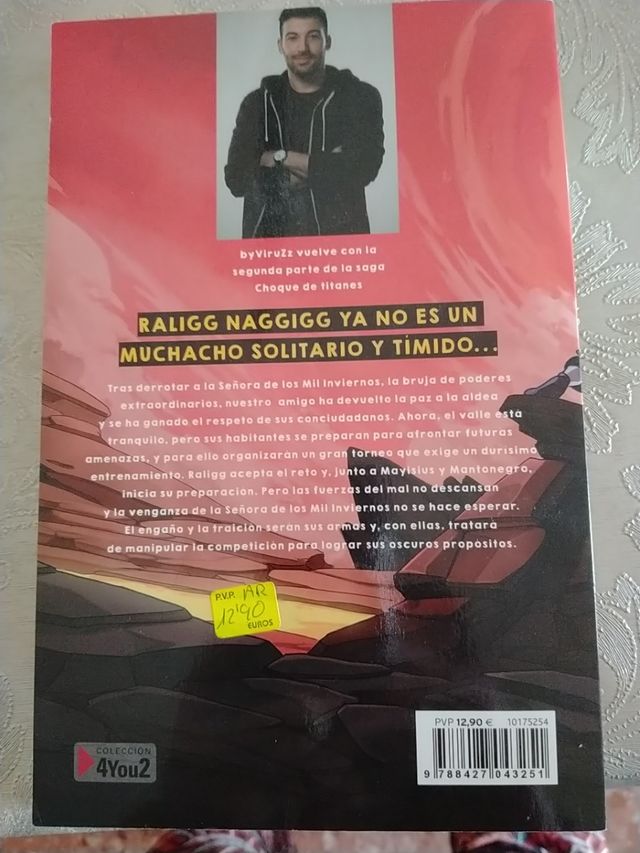 byViruZz vuelve con la
segunda parte de la saga
Choque de titanes
RALIGG NAGGIGG YA NO ES UN
MUCHACHO SOLITARIO Y TÍMIDO...
Tras derrotar a la Señora de los Mil Inviernos, la bruja de poderes
extraordinarios, nuestro amigo ha devuelto la paz a la aldea
y se ha ganado el respeto de sus conciudadanos. Ahora, el valle está
tranquilo, pero sus habitantes se preparan para afrontar futuras
amenazas, y para ello organizarán un gran torneo que exige un durísimo
entrenamiento. Raligg acepta el reto y, junto a Mayisius y Mantonegro,
inicia su preparación. Pero las fuerzas del mal no descansan
y la venganza de la Señora de los Mil Inviernos no se hace esperar.
El engaño y la traición serán sus armas y, con ellas, tratará
de manipular la competición para lograr sus oscuros propósitos.
P.V.P. AR
12'90
EUROS
PVP 12,90 € 10175254
9 788427 043251
COLECCIÓN
4You2